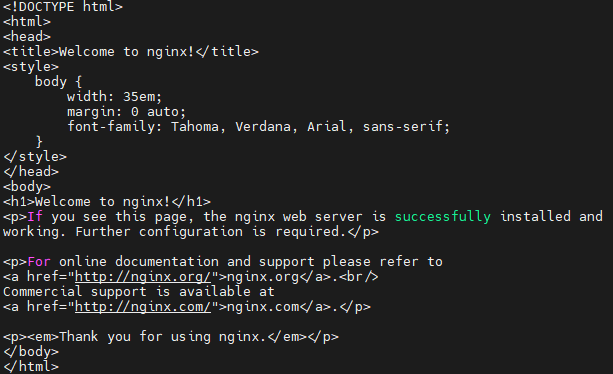 <!DOCTYPE html>
<html>
<head>
<title>Welcome to nginx!</title>
<style>
    body {
        width: 35em;
        margin: 0 auto;
        font-family: Tahoma, Verdana, Arial, sans-serif;
    }
</style>
</head>
<body>
<h1>Welcome to nginx!</h1>
<p>If you see this page, the nginx web server is successfully installed and
working. Further configuration is required.</p>

<p>For online documentation and support please refer to
<a href="http://nginx.org/">nginx.org</a>.<br/>
Commercial support is available at
<a href="http://nginx.com/">nginx.com</a>.</p>

<p><em>Thank you for using nginx.</em></p>
</body>
</html>